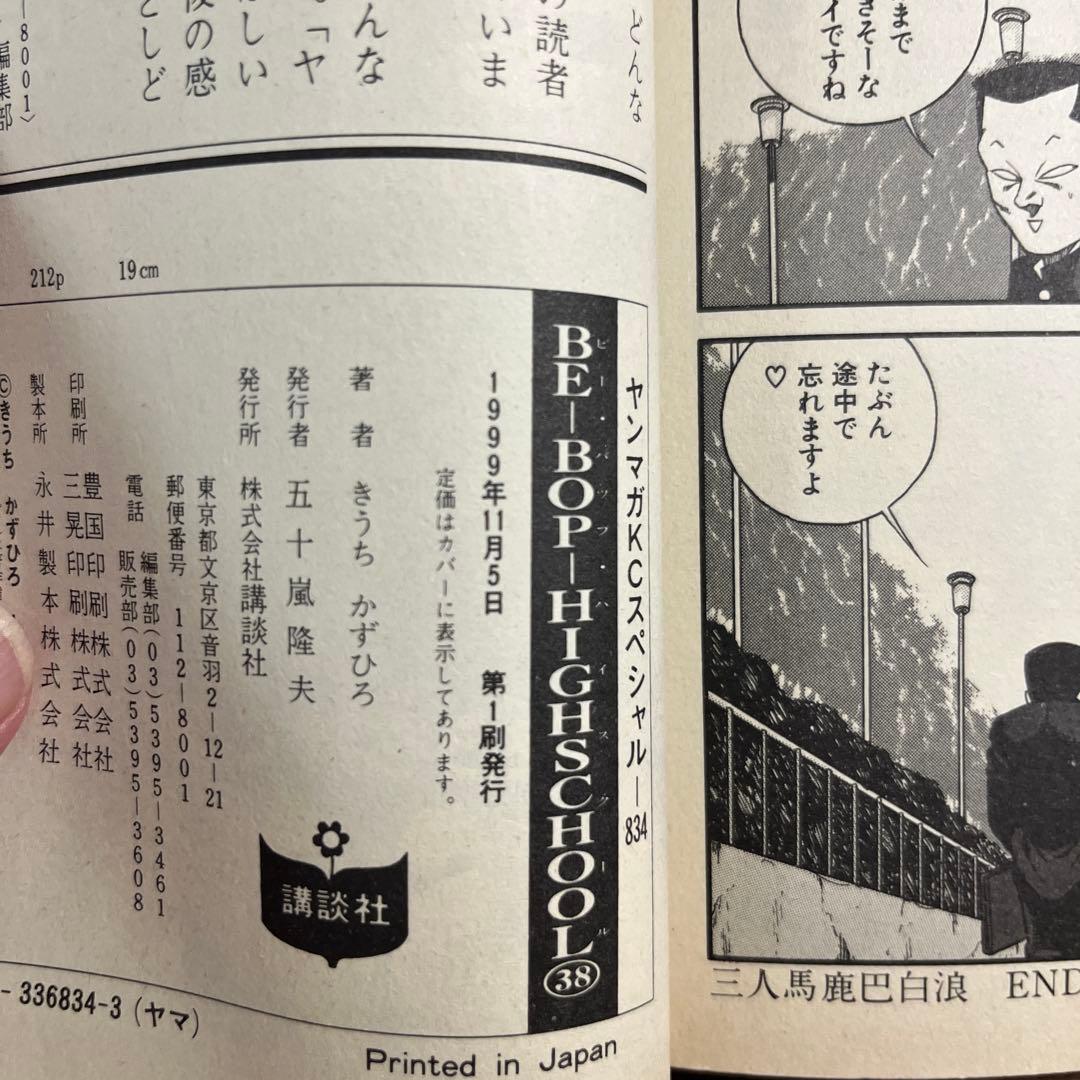 まで
さそーな
イですね
たぶん
途中で
忘れますよ
♡
三人馬鹿巴白浪 END
どんな
読者
いま
んな
「ヤ
しい
の感
としど
8001〉
編集部
212p 19cm
ヤンマガKCスペシャル—834
BE-BOP-HIGHSCHOOL㊳
ビー・バップ・ハイスクール
1999年11月5日 第1刷発行
定価はカバーに表示してあります。
著者 きうち かずひろ
発行者 五十嵐隆夫
発行所 株式会社講談社
東京都文京区音羽2—12—21
郵便番号 112—8001
電話 編集部(03)5395—3461
販売部(03)5395—3608
印刷所 豊国印刷株式会社
三晃印刷株式会社
製本所 永井製本株式会社
©きうち かずひろ
講談社
- 336834-3 (ヤマ)
Printed in Japan